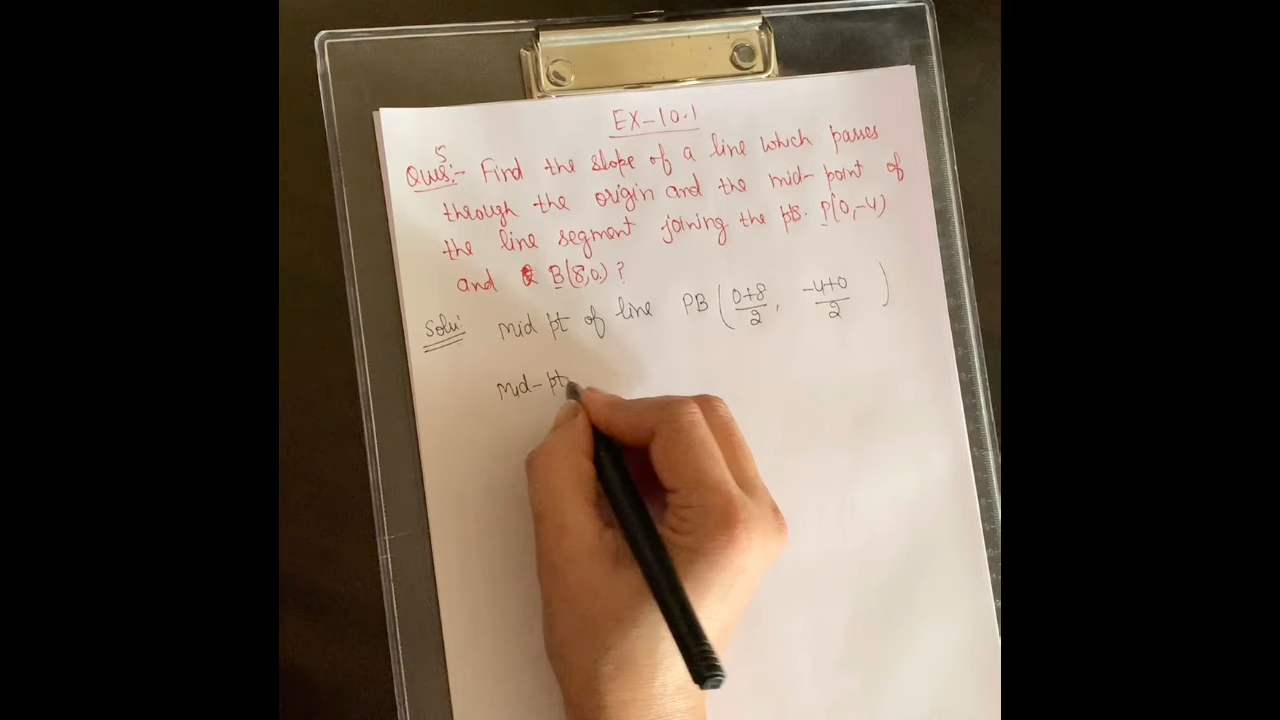 EX-10.1
5
Ques:- Find the slope of a line which passes
through the origin and the mid-point of
the line segment joining the pts. P(0,-4)
and B(8,0)?
Solu: mid pt of line PB (0+8/2, -4+0/2)
mid-pt